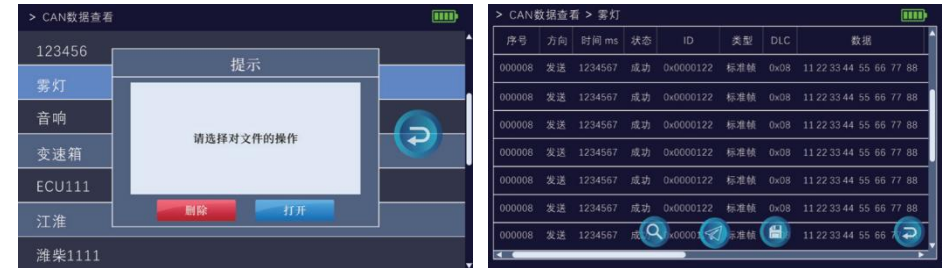 > CAN数据查看
123456
提示
雾灯
音响
请选择对文件的操作
变速箱
ECU111
删除 打开
江淮
潍柴1111
> CAN数据查看 > 雾灯
序号 方向 时间 ms 状态 ID 类型 DLC 数据
000008 发送 1234567 成功 0x0000122 标准帧 0x08 11 22 33 44 55 66 77 88
000008 发送 1234567 成功 0x0000122 标准帧 0x08 11 22 33 44 55 66 77 88
000008 发送 1234567 成功 0x0000122 标准帧 0x08 11 22 33 44 55 66 77 88
000008 发送 1234567 成功 0x0000122 标准帧 0x08 11 22 33 44 55 66 77 88
000008 发送 1234567 成功 0x0000122 标准帧 0x08 11 22 33 44 55 66 77 88
000008 发送 1234567 成功 0x0000122 标准帧 0x08 11 22 33 44 55 66 77 88
000008 发送 1234567 成 x0000 标准帧 11 22 33 44 55 66